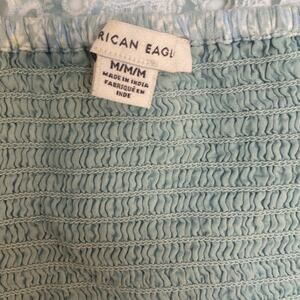 RICAN EAGL
M/M/M
MADE IN INDIA
FABRIQUÉ EN
INDE